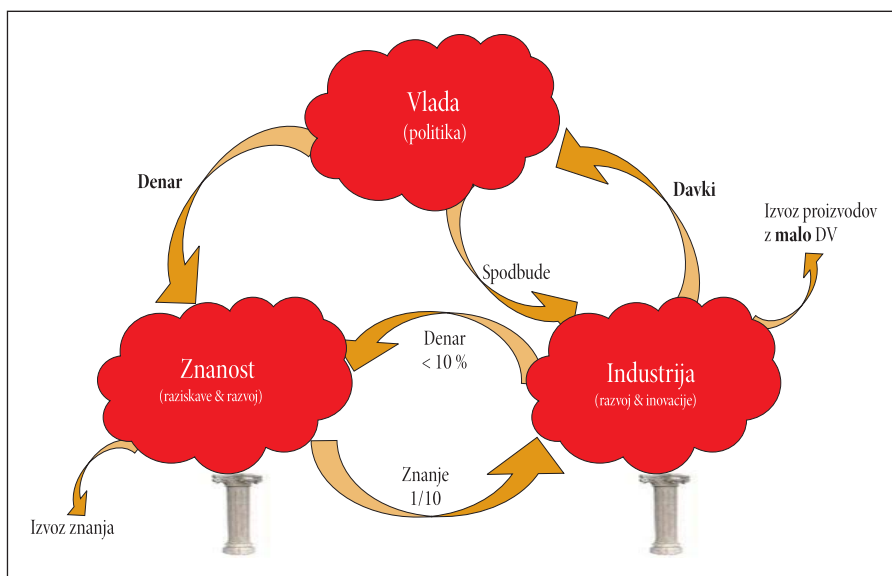 Vlada
(politika)
Denar
Davki
Izvoz proizvodov
z malo DV
Spodbude
Denar
< 10 %
Znanost
(raziskave & razvoj)
Industrija
(razvoj & inovacije)
Znanje
1/10
Izvoz znanja